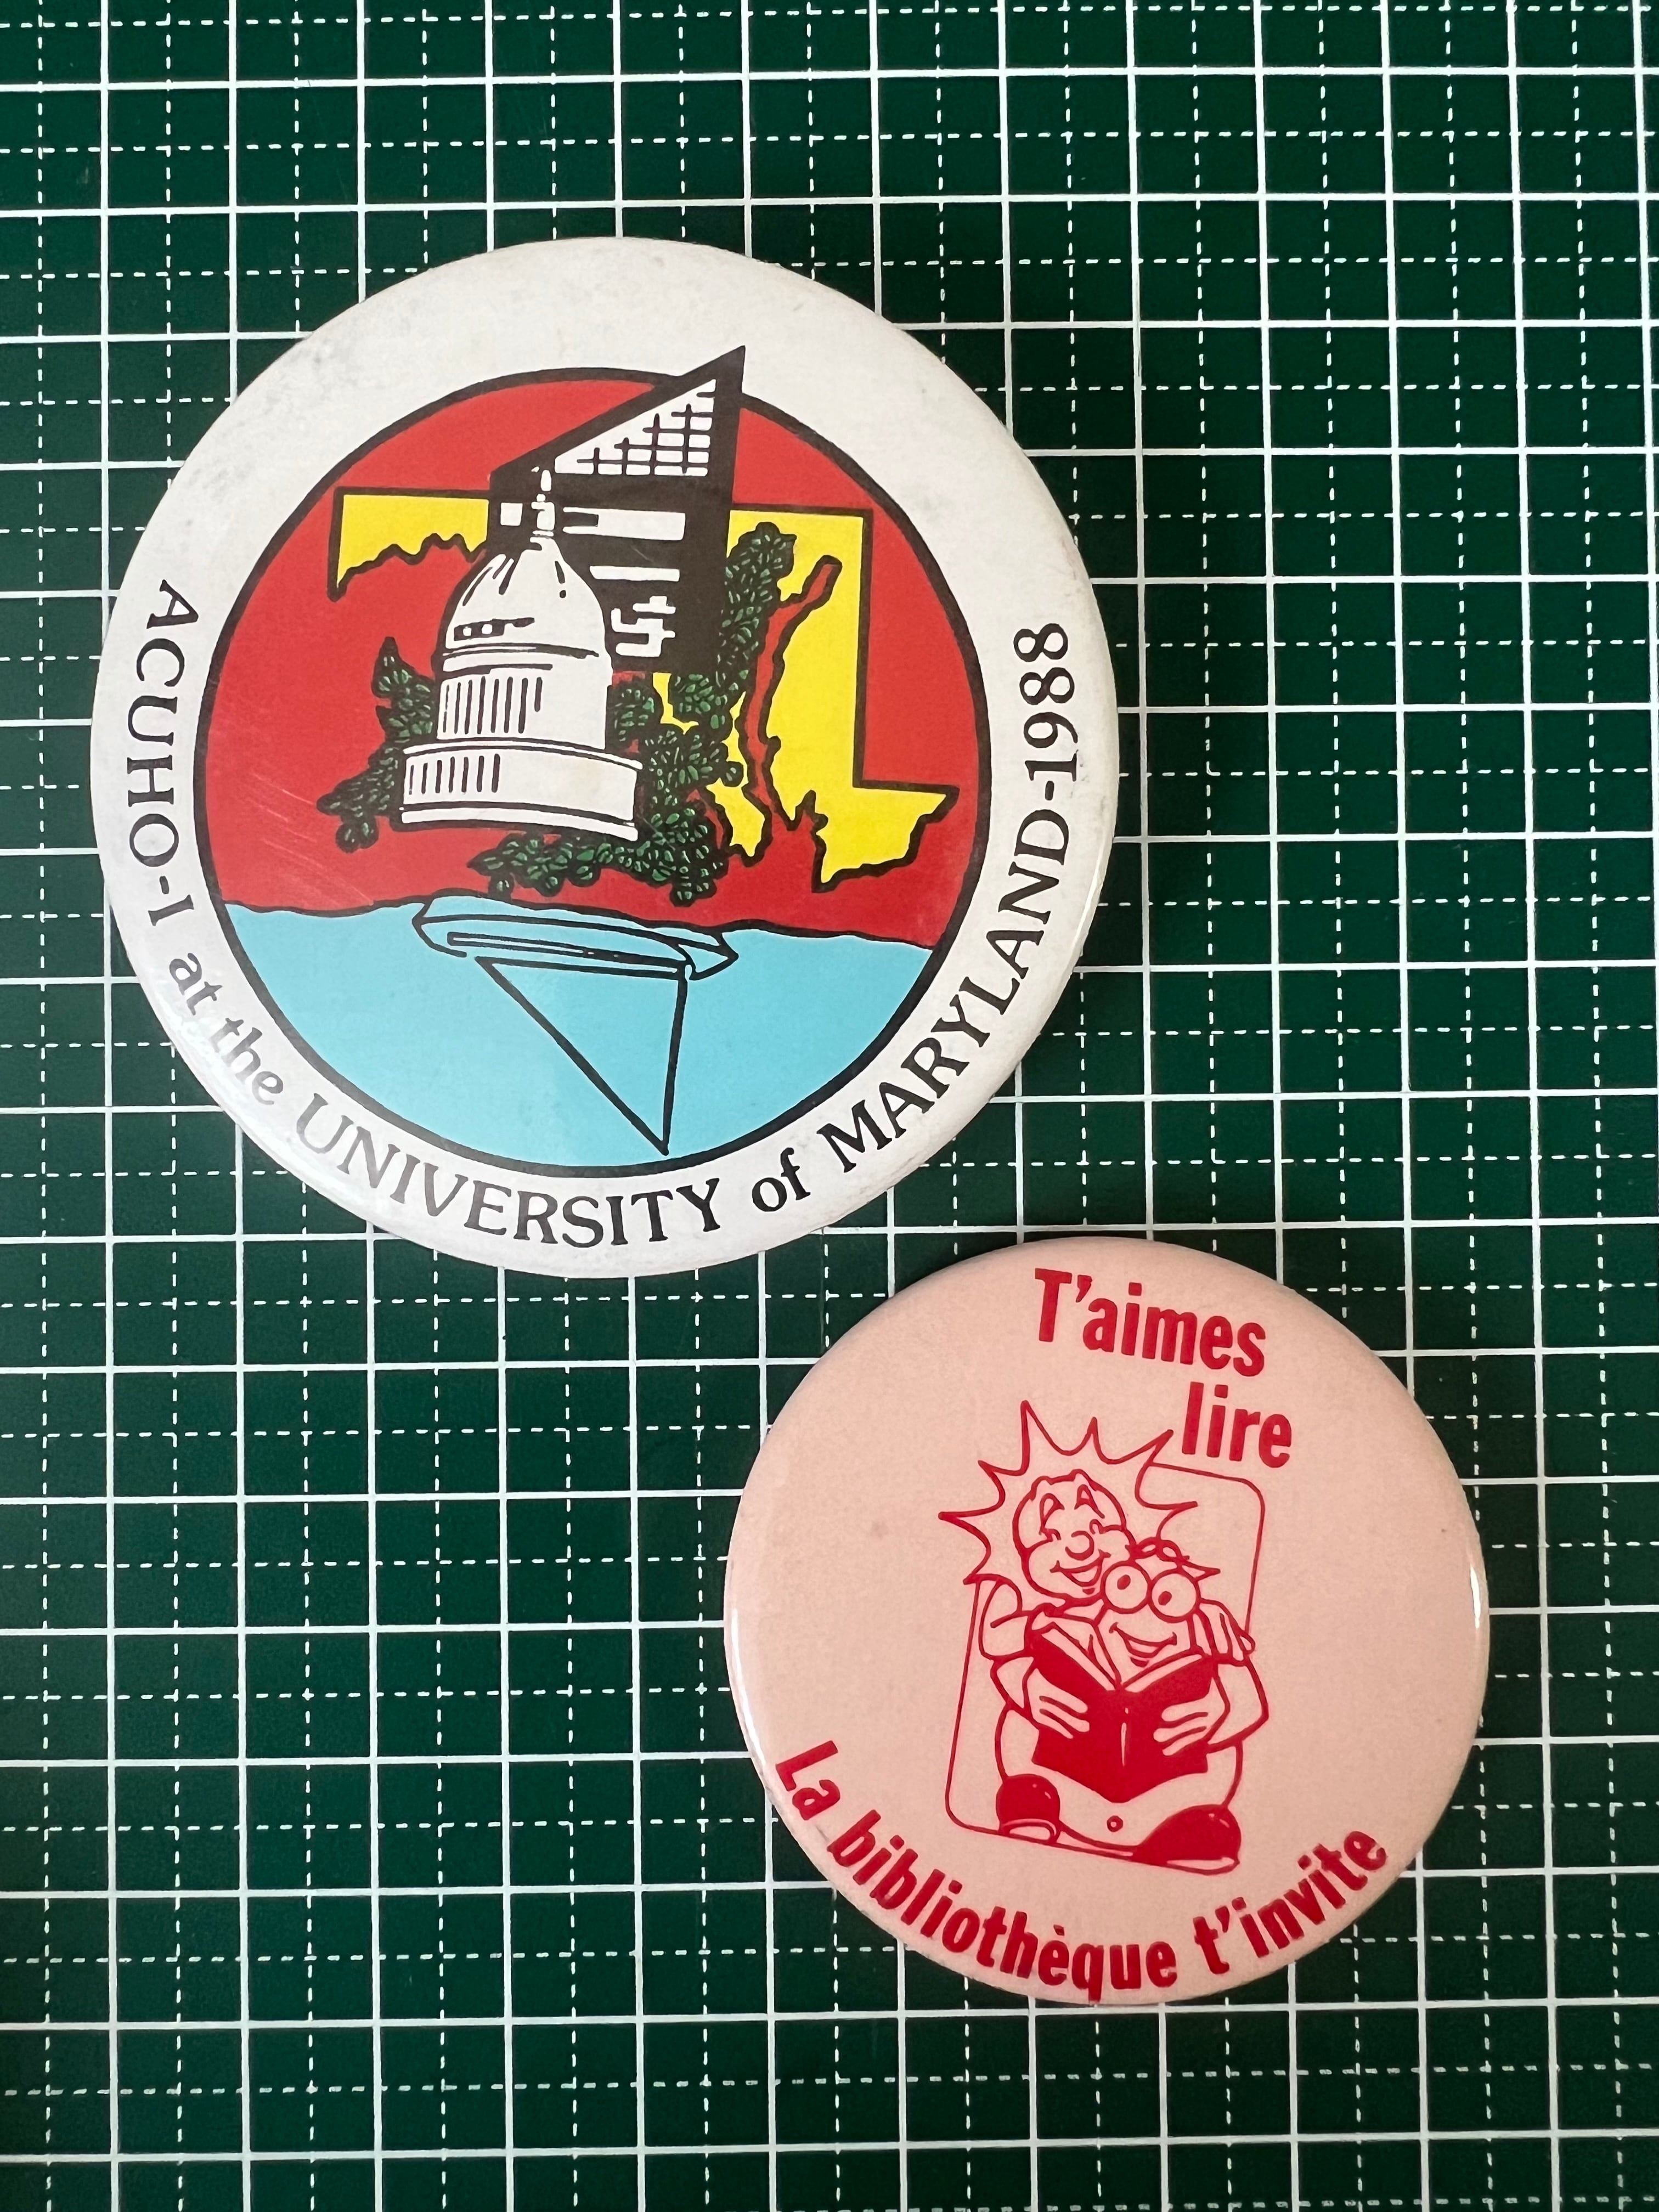 ACUHO-I at the UNIVERSITY of MARYLAND-1988
T'aimes
lire
La bibliothèque t'invite